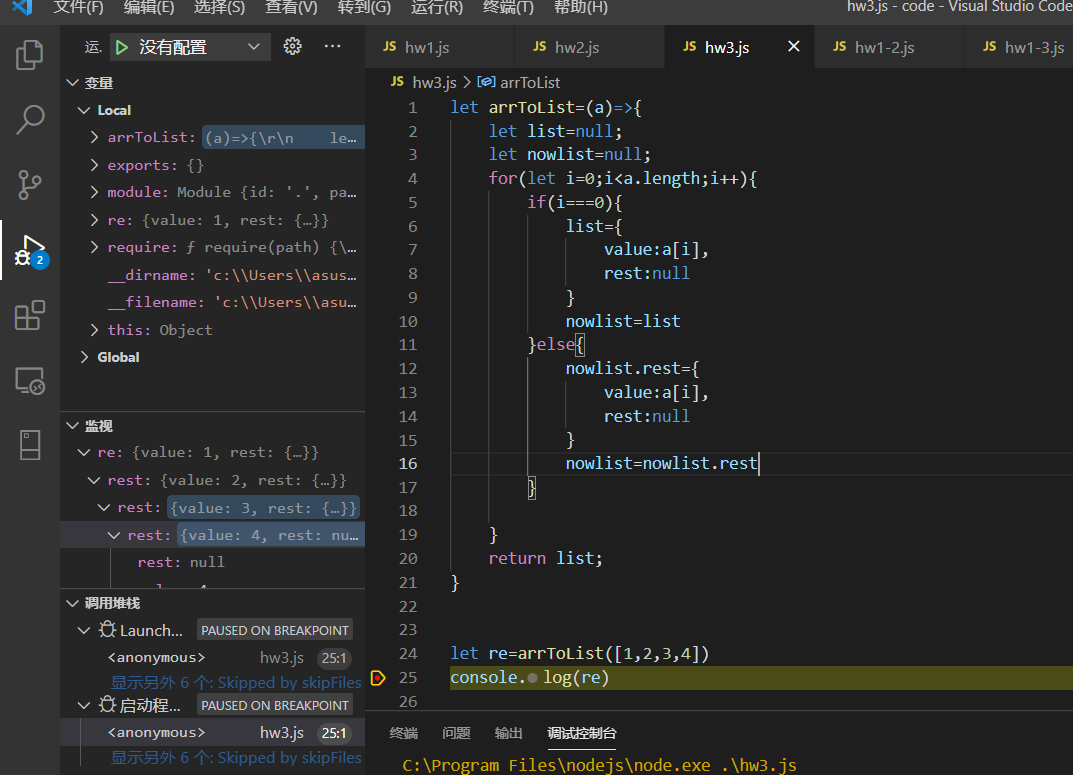 文件(F) 编辑(E) 选择(S) 查看(V) 转到(G) 运行(R) 终端(T) 帮助(H) hw3.js - code - Visual Studio Code
运. 没有配置 ···
JS hw1.js JS hw2.js JS hw3.js JS hw1-2.js JS hw1-3.js
JS hw3.js > arrToList
变量
Local
arrToList: (a)=>{\r\n le…
exports: {}
module: Module {id: '.', pa…
re: {value: 1, rest: {…}}
require: ƒ require(path) {\…
__dirname: 'c:\\Users\\asus…
__filename: 'c:\\Users\\asu…
this: Object
Global
监视
re: {value: 1, rest: {…}}
rest: {value: 2, rest: {…}}
rest: {value: 3, rest: {…}}
rest: {value: 4, rest: nu…
rest: null
调用堆栈
Launch... PAUSED ON BREAKPOINT
<anonymous> hw3.js 25:1
显示另外 6 个: Skipped by skipFiles
启动程... PAUSED ON BREAKPOINT
<anonymous> hw3.js 25:1
显示另外 6 个: Skipped by skipFiles
2
1 let arrToList=(a)=>{
2 let list=null;
3 let nowlist=null;
4 for(let i=0;i<a.length;i++){
5 if(i===0){
6 list={
7 value:a[i],
8 rest:null
9 }
10 nowlist=list
11 }else{
12 nowlist.rest={
13 value:a[i],
14 rest:null
15 }
16 nowlist=nowlist.rest
17 }
18
19 }
20 return list;
21 }
22
23
24 let re=arrToList([1,2,3,4])
25 console.log(re)
26
终端 问题 输出 调试控制台
C:\Program Files\nodejs\node.exe .\hw3.js